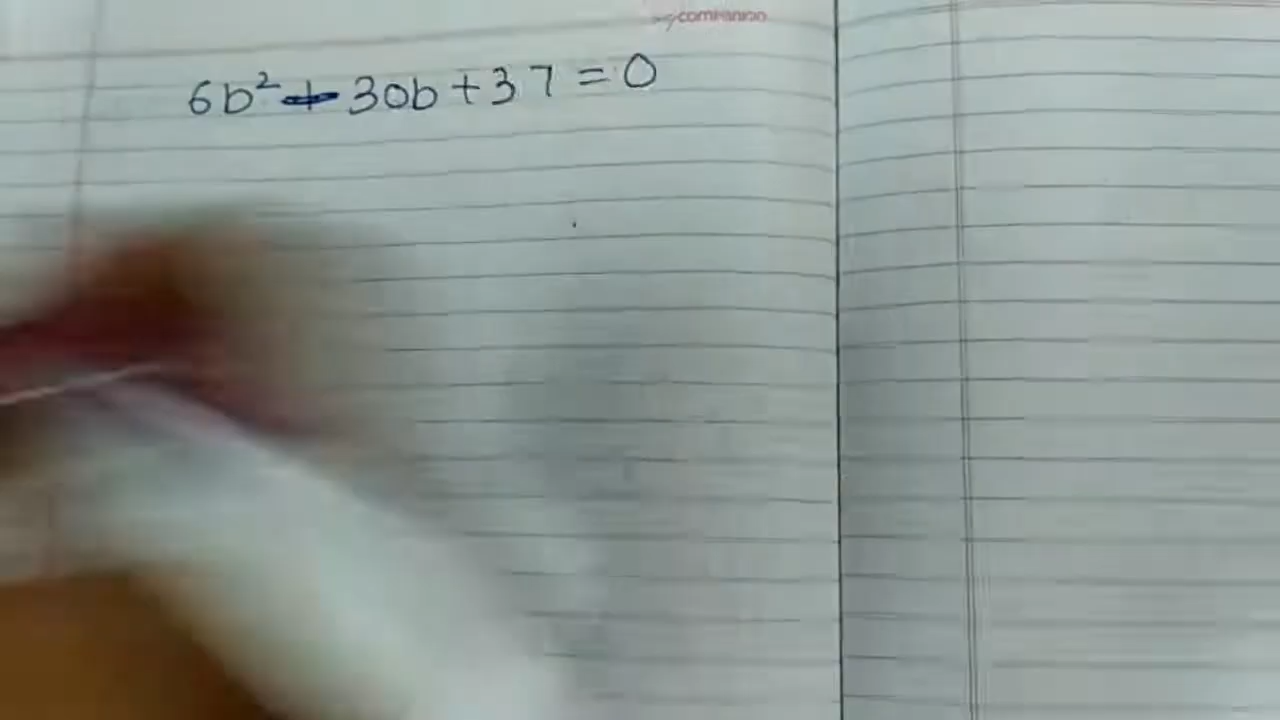 6b² - 30b + 37 = 0